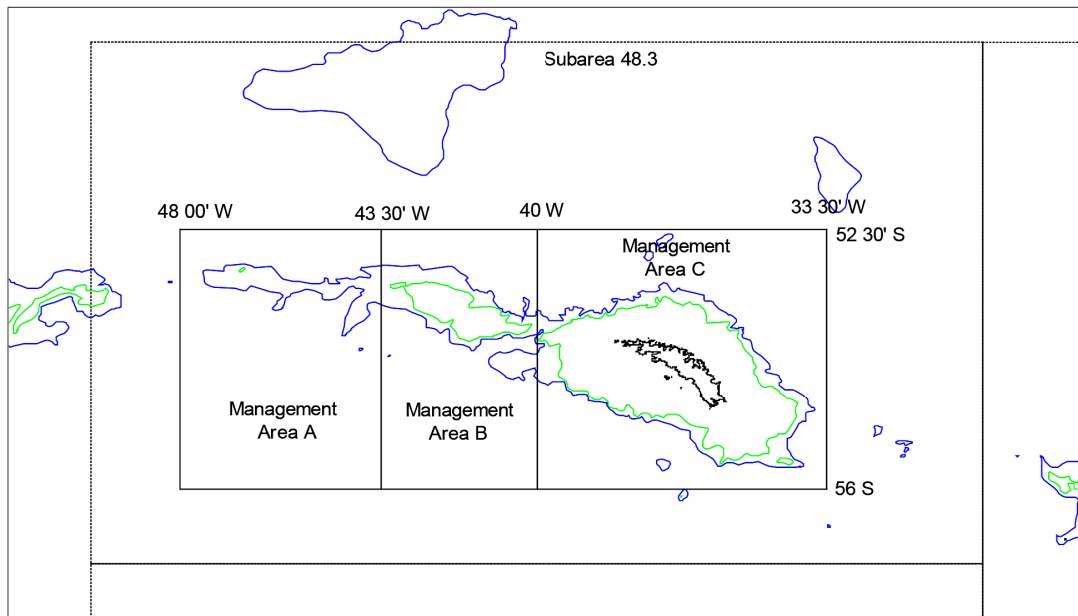 Subarea 48.3
48 00' W
43 30' W
40 W
33 30' W
52 30' S
Management
Area C
Management
Area A
Management
Area B
56 S